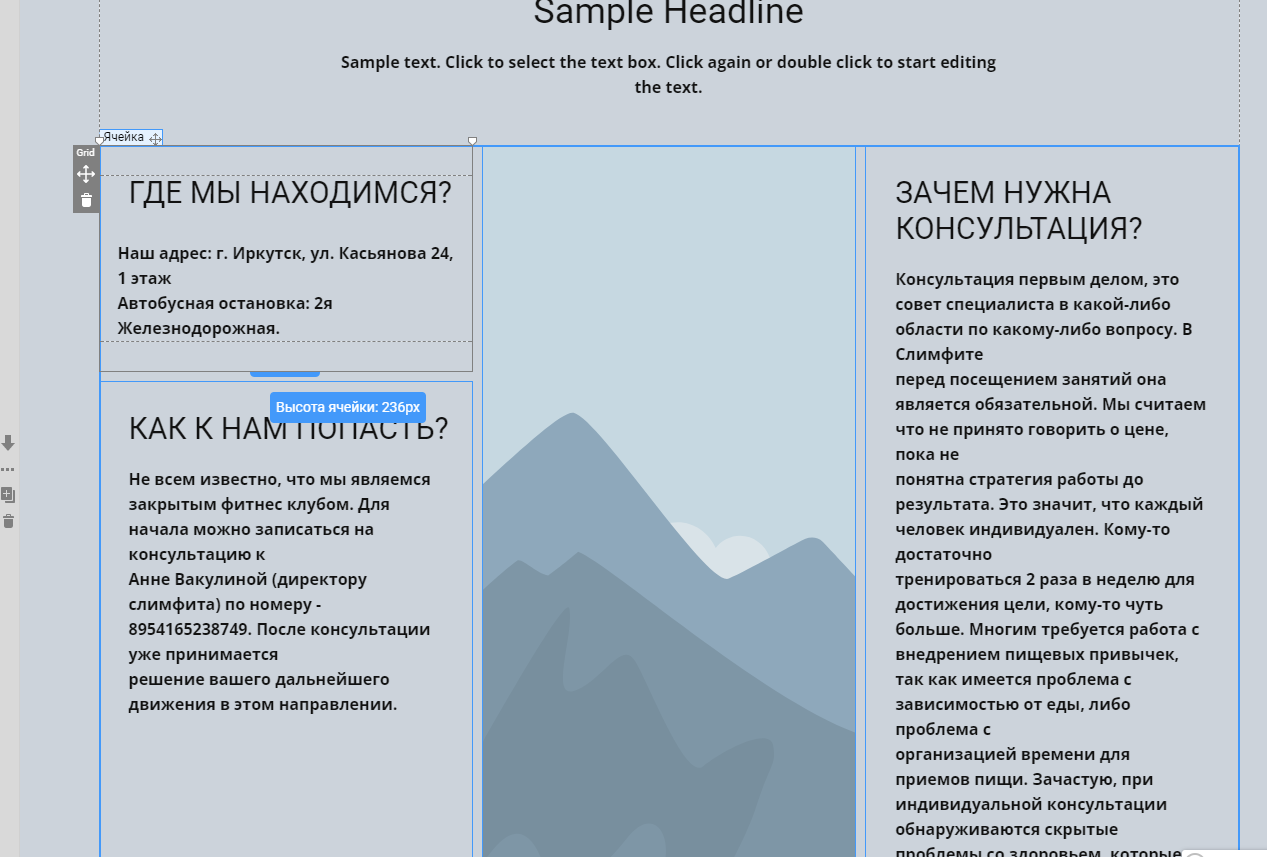 Sample Headline
Sample text. Click to select the text box. Click again or double click to start editing
the text.
Ячейка
Grid
ГДЕ МЫ НАХОДИМСЯ?
Наш адрес: г. Иркутск, ул. Касьянова 24,
1 этаж
Автобусная остановка: 2я
Железнодорожная.
Высота ячейки: 236px
КАК К НАМ ПОПАСТЬ?
Не всем известно, что мы являемся
закрытым фитнес клубом. Для
начала можно записаться на
консультацию к
Анне Вакулиной (директору
слимфита) по номеру -
8954165238749. После консультации
уже принимается
решение вашего дальнейшего
движения в этом направлении.
ЗАЧЕМ НУЖНА
КОНСУЛЬТАЦИЯ?
Консультация первым делом, это
совет специалиста в какой-либо
области по какому-либо вопросу. В
Слимфите
перед посещением занятий она
является обязательной. Мы считаем
что не принято говорить о цене,
пока не
понятна стратегия работы до
результата. Это значит, что каждый
человек индивидуален. Кому-то
достаточно
тренироваться 2 раза в неделю для
достижения цели, кому-то чуть
больше. Многим требуется работа с
внедрением пищевых привычек,
так как имеется проблема с
зависимостью от еды, либо
проблема с
организацией времени для
приемов пищи. Зачастую, при
индивидуальной консультации
обнаруживаются скрытые
проблемы со здоровьем, которые